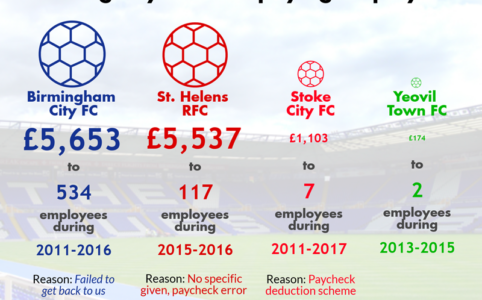 Birmingham
City FC
£5,653
to
534
employees
during
2011-2016
Reason: Failed to
get back to us
St. Helens
RFC
£5,537
to
117
employees
during
2015-2016
Reason: No specific
given, paycheck error
Stoke
City FC
£1,103
to
7
employees
during
2011-2017
Reason: Paycheck
deduction scheme
Yeovil
Town FC
£174
to
2
employees
during
2013-2015